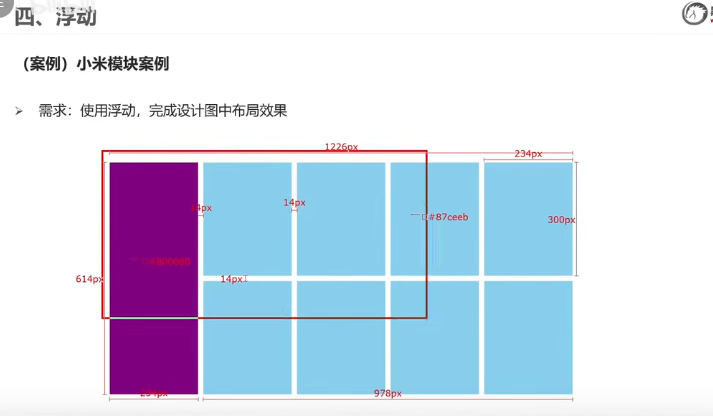 四、浮动
（案例）小米模块案例
➢ 需求：使用浮动，完成设计图中布局效果
1226px
234px
14px
14px
#87ceeb
300px
614px
14px
234px
978px